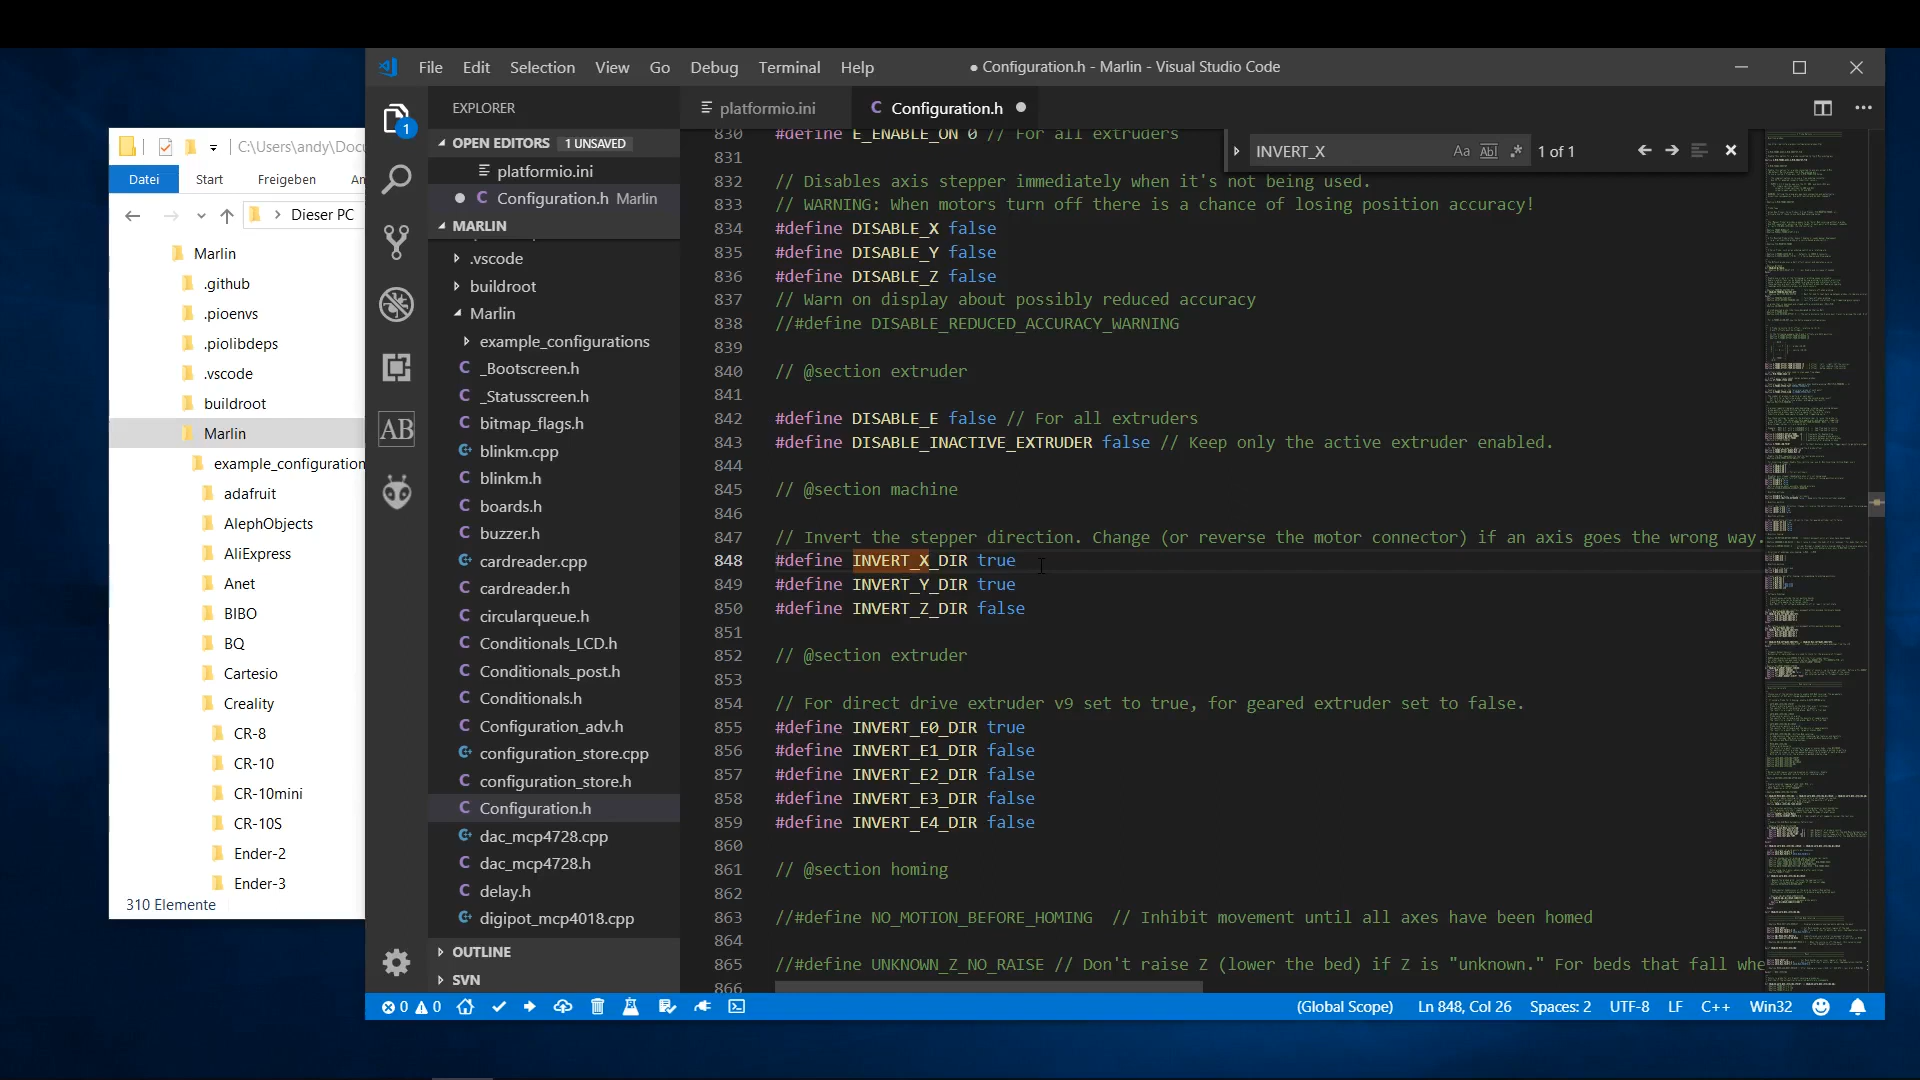 C:\Users\andy\Docu
Datei Start Freigeben An
Dieser PC
Marlin
.github
.pioenvs
.piolibdeps
.vscode
buildroot
Marlin
example_configuration
adafruit
AlephObjects
AliExpress
Anet
BIBO
BQ
Cartesio
Creality
CR-8
CR-10
CR-10mini
CR-10S
Ender-2
Ender-3
310 Elemente
File Edit Selection View Go Debug Terminal Help
● Configuration.h - Marlin - Visual Studio Code
1
AB
EXPLORER
OPEN EDITORS 1 UNSAVED
platformio.ini
C Configuration.h Marlin
MARLIN
.vscode
buildroot
Marlin
example_configurations
C _Bootscreen.h
C _Statusscreen.h
C bitmap_flags.h
blinkm.cpp
C blinkm.h
C boards.h
C buzzer.h
cardreader.cpp
C cardreader.h
C circularqueue.h
C Conditionals_LCD.h
C Conditionals_post.h
C Conditionals.h
C Configuration_adv.h
configuration_store.cpp
C configuration_store.h
C Configuration.h
dac_mcp4728.cpp
C dac_mcp4728.h
C delay.h
digipot_mcp4018.cpp
OUTLINE
SVN
platformio.ini C Configuration.h
INVERT_X Aa Abl .* 1 of 1
830 #define E_ENABLE_ON 0 // For all extruders
831
832 // Disables axis stepper immediately when it's not being used.
833 // WARNING: When motors turn off there is a chance of losing position accuracy!
834 #define DISABLE_X false
835 #define DISABLE_Y false
836 #define DISABLE_Z false
837 // Warn on display about possibly reduced accuracy
838 //#define DISABLE_REDUCED_ACCURACY_WARNING
839
840 // @section extruder
841
842 #define DISABLE_E false // For all extruders
843 #define DISABLE_INACTIVE_EXTRUDER false // Keep only the active extruder enabled.
844
845 // @section machine
846
847 // Invert the stepper direction. Change (or reverse the motor connector) if an axis goes the wrong way.
848 #define INVERT_X_DIR true
849 #define INVERT_Y_DIR true
850 #define INVERT_Z_DIR false
851
852 // @section extruder
853
854 // For direct drive extruder v9 set to true, for geared extruder set to false.
855 #define INVERT_E0_DIR true
856 #define INVERT_E1_DIR false
857 #define INVERT_E2_DIR false
858 #define INVERT_E3_DIR false
859 #define INVERT_E4_DIR false
860
861 // @section homing
862
863 //#define NO_MOTION_BEFORE_HOMING // Inhibit movement until all axes have been homed
864
865 //#define UNKNOWN_Z_NO_RAISE // Don't raise Z (lower the bed) if Z is "unknown." For beds that fall whe
866
0 0 (Global Scope) Ln 848, Col 26 Spaces: 2 UTF-8 LF C++ Win32